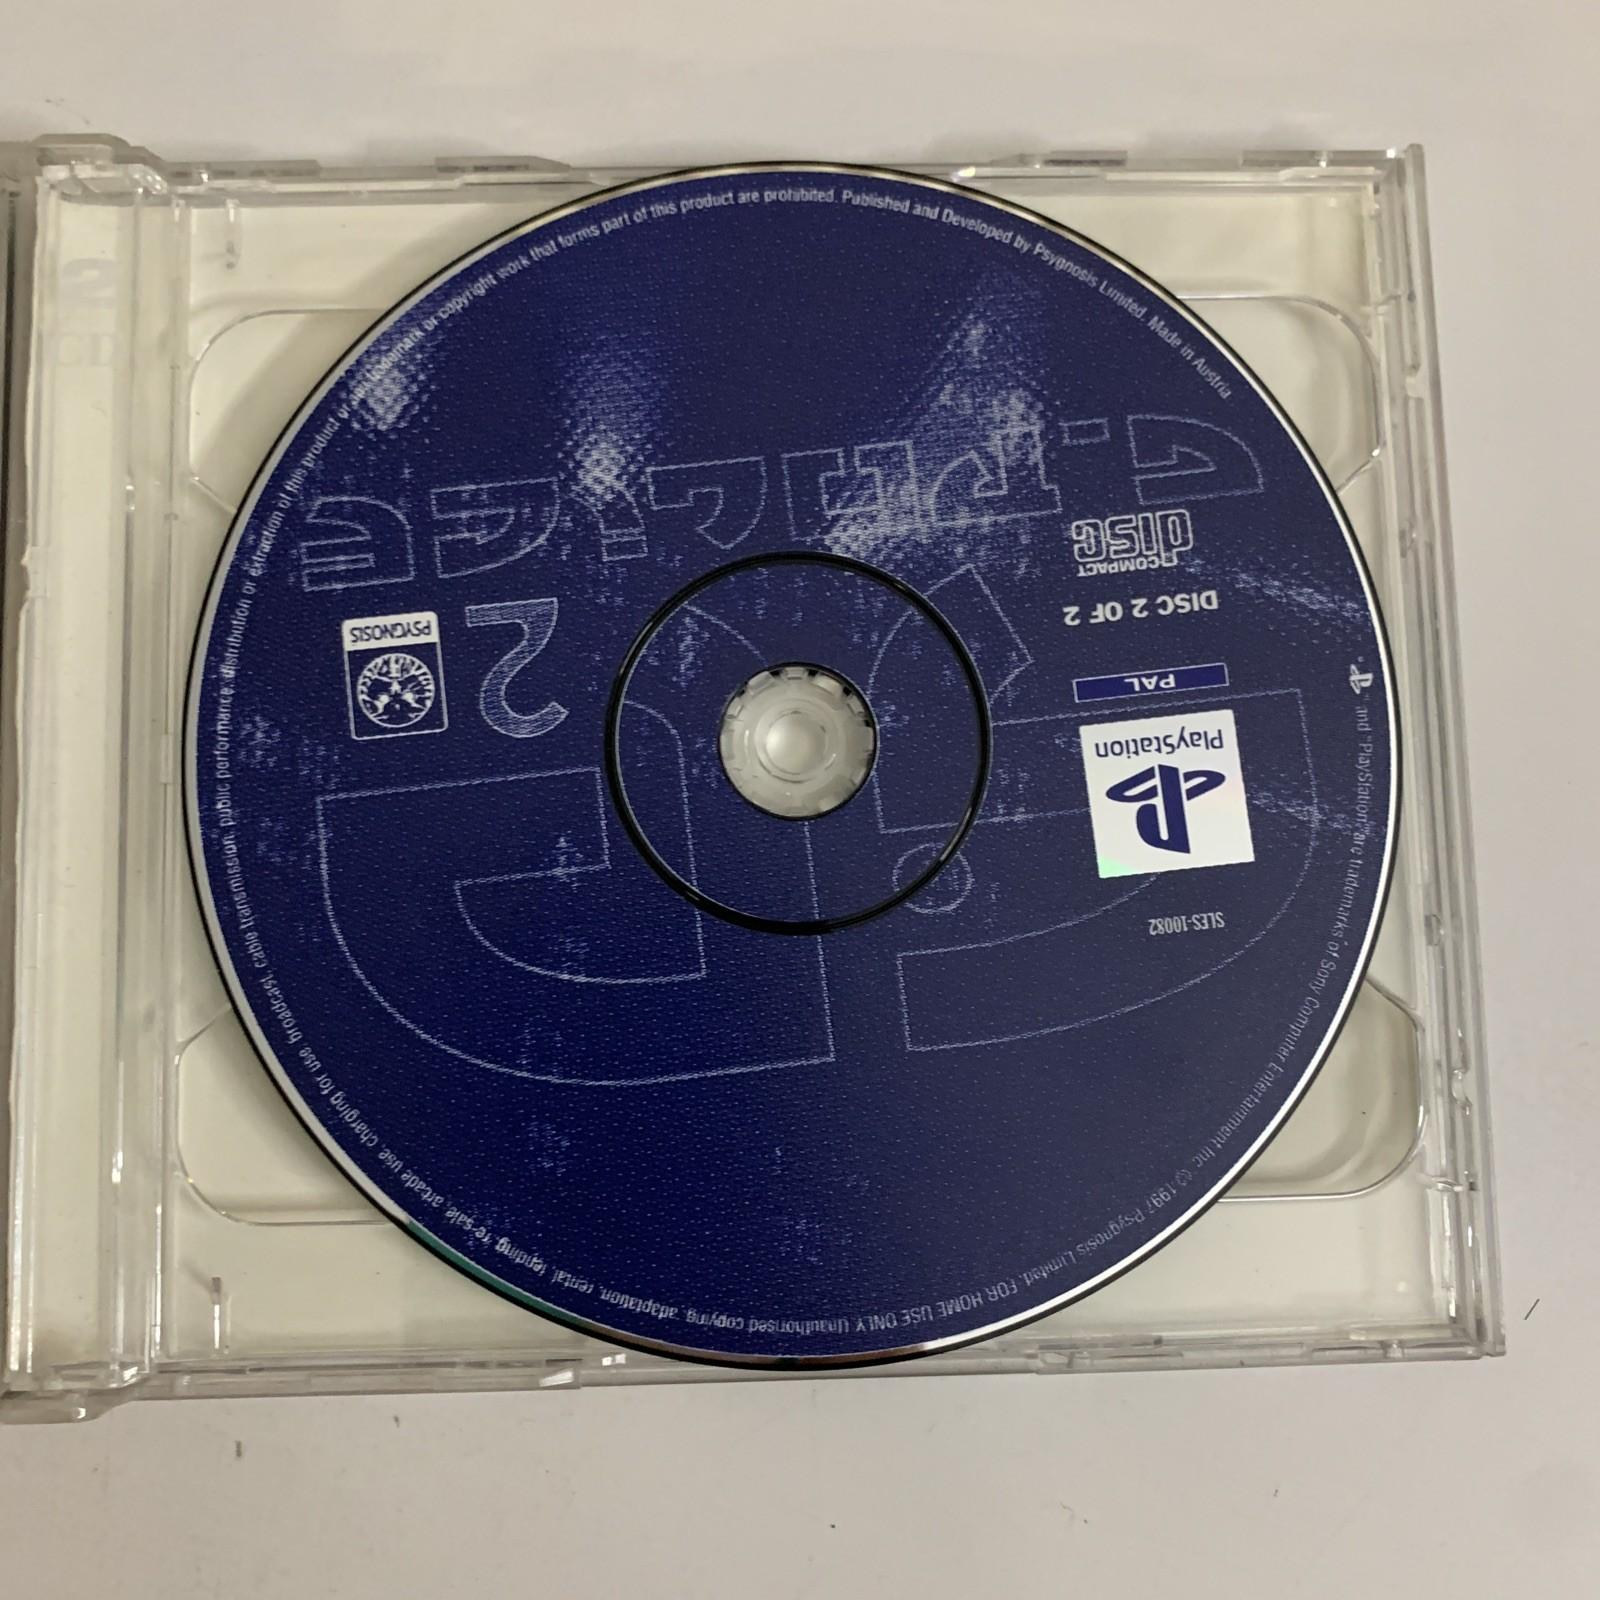 G-POLICE
2
PSYGNOSIS
COMPACT
disc
DISC 2 OF 2
PAL
PlayStation
SLES-10082
and "PlayStation" are trademarks of Sony Computer Entertainment Inc. © 1997 Psygnosis Limited. FOR HOME USE ONLY. Unauthorised copying, adaptation, rental, lending, re-sale, arcade use, charging for use, broadcast, cable transmission, public performance, distribution or extraction of this product or any trademark or copyright work that forms part of this product are prohibited. Published and Developed by Psygnosis Limited. Made in Austria